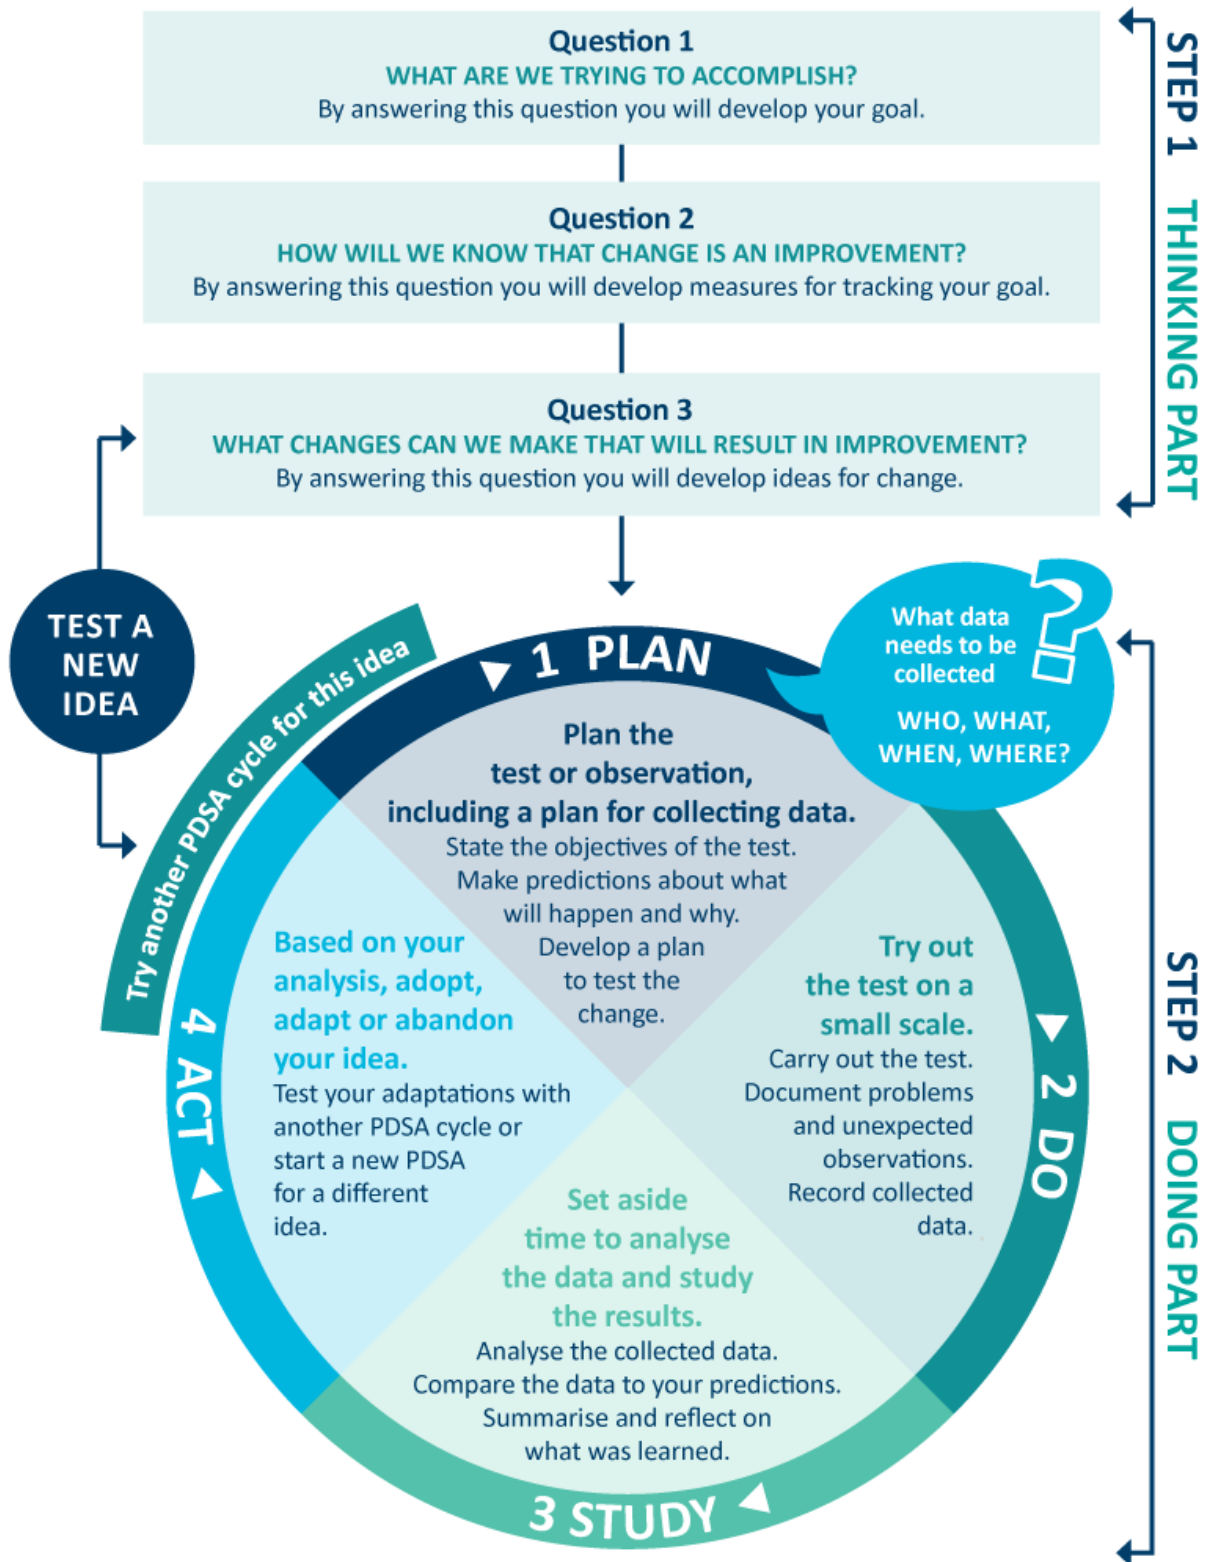 Question 1
WHAT ARE WE TRYING TO ACCOMPLISH?
By answering this question you will develop your goal.
Question 2
HOW WILL WE KNOW THAT CHANGE IS AN IMPROVEMENT?
By answering this question you will develop measures for tracking your goal.
Question 3
WHAT CHANGES CAN WE MAKE THAT WILL RESULT IN IMPROVEMENT?
By answering this question you will develop ideas for change.
STEP 1 THINKING PART
TEST A
NEW
IDEA
Try another PDSA cycle for this idea
What data
needs to be
collected
?
WHO, WHAT,
WHEN, WHERE?
1 PLAN
Plan the
test or observation,
including a plan for collecting data.
State the objectives of the test.
Make predictions about what
will happen and why.
Develop a plan
to test the
change.
2 DO
Try out
the test on a
small scale.
Carry out the test.
Document problems
and unexpected
observations.
Record collected
data.
3 STUDY
Set aside
time to analyse
the data and study
the results.
Analyse the collected data.
Compare the data to your predictions.
Summarise and reflect on
what was learned.
4 ACT
Based on your
analysis, adopt,
adapt or abandon
your idea.
Test your adaptations with
another PDSA cycle or
start a new PDSA
for a different
idea.
STEP 2 DOING PART